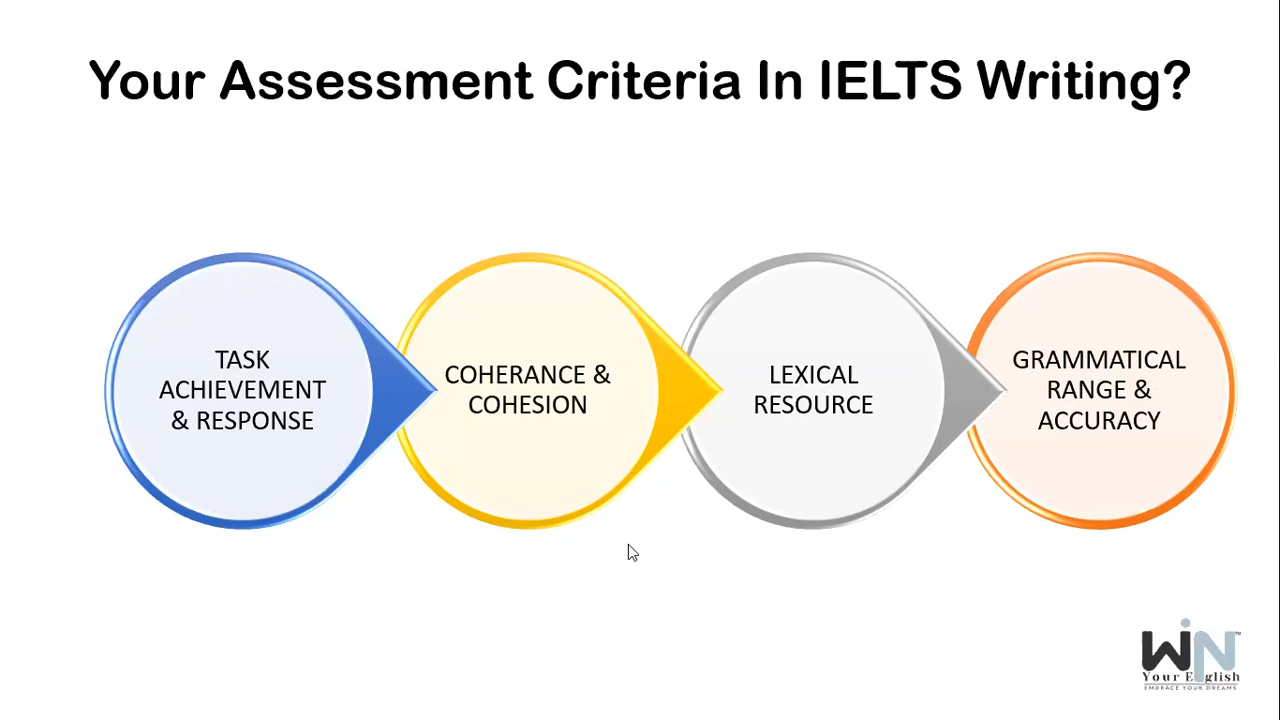 Your Assessment Criteria In IELTS Writing?
TASK
ACHIEVEMENT
& RESPONSE
COHERANCE &
COHESION
LEXICAL
RESOURCE
GRAMMATICAL
RANGE &
ACCURACY
WiN™
Your English
EMBRACE YOUR DREAMS